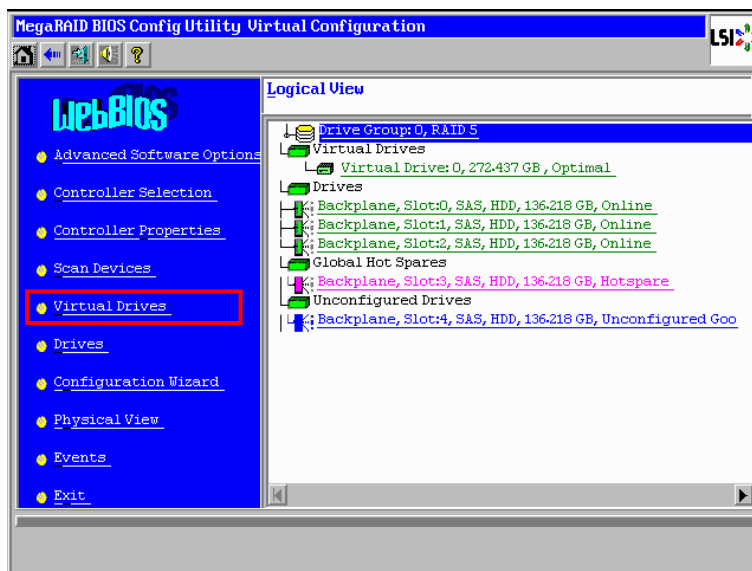 MegaRAID BIOS Config Utility Virtual Configuration
LSI
?
WebBIOS
Advanced Software Options
Controller Selection
Controller Properties
Scan Devices
Virtual Drives
Drives
Configuration Wizard
Physical View
Events
Exit
Logical View
Drive Group: 0, RAID 5
Virtual Drives
Virtual Drive: 0, 272.437 GB, Optimal
Drives
Backplane, Slot:0, SAS, HDD, 136.218 GB, Online
Backplane, Slot:1, SAS, HDD, 136.218 GB, Online
Backplane, Slot:2, SAS, HDD, 136.218 GB, Online
Global Hot Spares
Backplane, Slot:3, SAS, HDD, 136.218 GB, Hotspare
Unconfigured Drives
Backplane, Slot:4, SAS, HDD, 136.218 GB, Unconfigured Goo